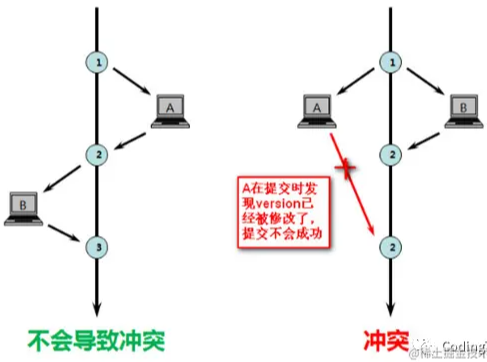 1
A
2
B
3
不会导致冲突
1
A
B
2
A在提交时发
现version已
经被修改了,
提交不会成功
2
冲突
Coding
@稀土掘金技术